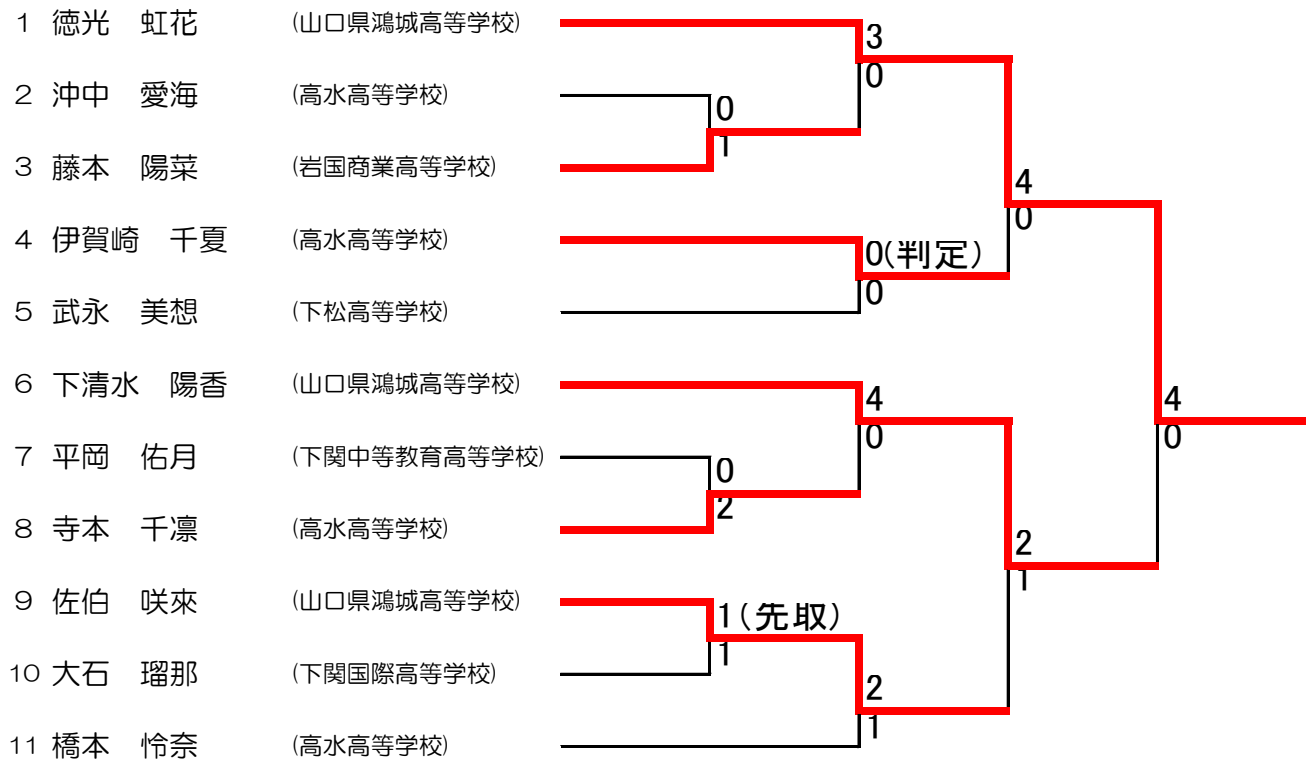 1 徳光 虹花 (山口県鴻城高等学校)
3
0
2 沖中 愛海 (高水高等学校)
0
1
3 藤本 陽菜 (岩国商業高等学校)
4
0
4 伊賀崎 千夏 (高水高等学校)
0(判定)
0
5 武永 美想 (下松高等学校)
6 下清水 陽香 (山口県鴻城高等学校)
4
0
4
0
7 平岡 佑月 (下関中等教育高等学校)
0
2
8 寺本 千凛 (高水高等学校)
2
1
9 佐伯 咲來 (山口県鴻城高等学校)
1(先取)
1
10 大石 瑠那 (下関国際高等学校)
2
1
11 橋本 怜奈 (高水高等学校)